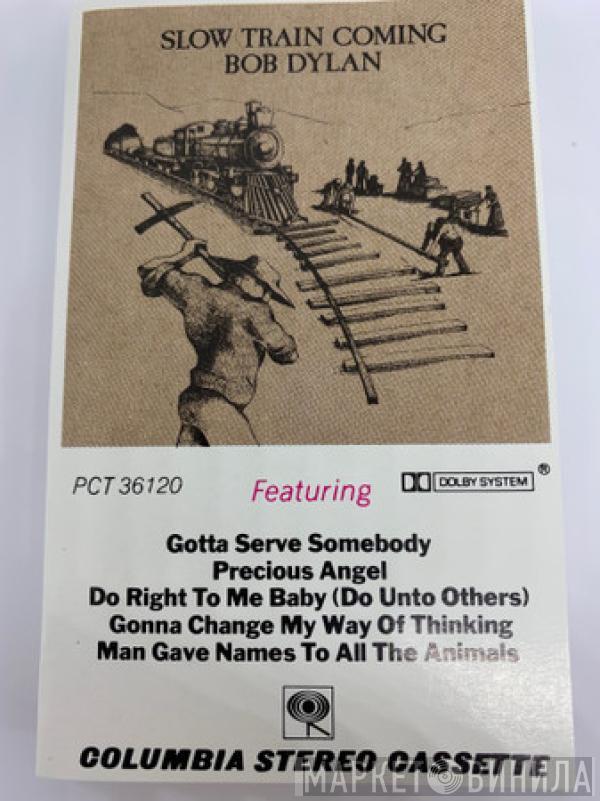 SLOW TRAIN COMING
BOB DYLAN
PCT 36120
Featuring
DOLBY SYSTEM ®
Gotta Serve Somebody
Precious Angel
Do Right To Me Baby (Do Unto Others)
Gonna Change My Way Of Thinking
Man Gave Names To All The Animals
COLUMBIA STEREO CASSETTE
МАРКЕТ ВИНИЛА